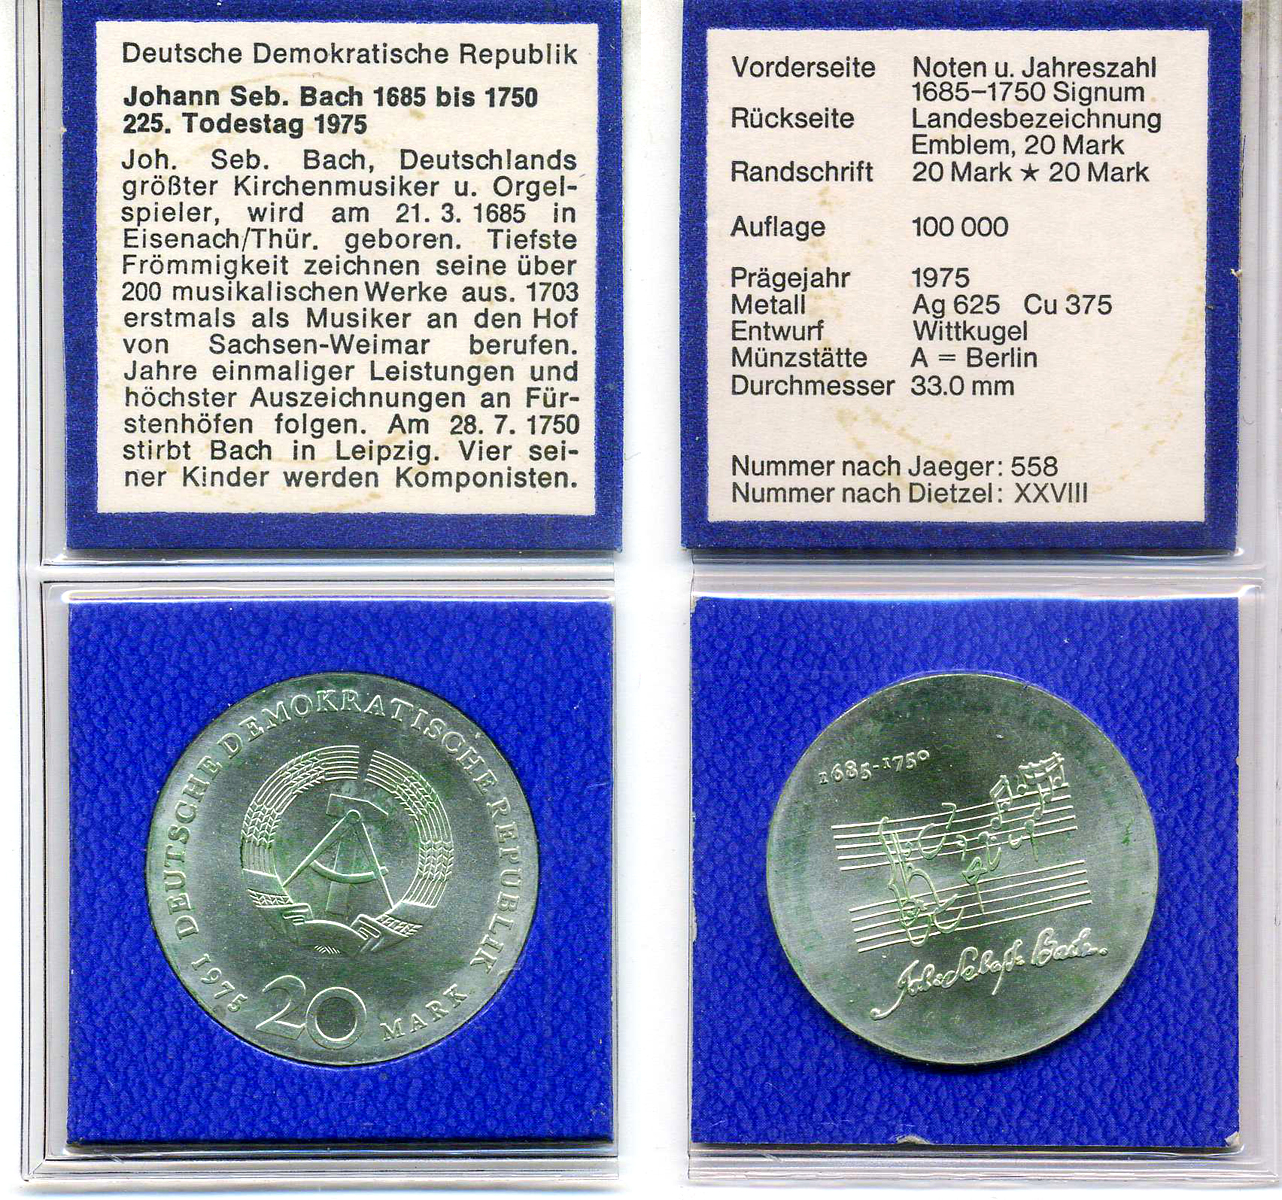 Deutsche Demokratische Republik
Johann Seb. Bach 1685 bis 1750
225. Todestag 1975
Joh. Seb. Bach, Deutschlands
größter Kirchenmusiker u. Orgel-
spieler, wird am 21. 3. 1685 in
Eisenach/Thür. geboren. Tiefste
Frömmigkeit zeichnen seine über
200 musikalischen Werke aus. 1703
erstmals als Musiker an den Hof
von Sachsen-Weimar berufen.
Jahre einmaliger Leistungen und
höchster Auszeichnungen an Für-
stenhöfen folgen. Am 28. 7. 1750
stirbt Bach in Leipzig. Vier sei-
ner Kinder werden Komponisten.
Vorderseite Noten u. Jahreszahl
1685-1750 Signum
Rückseite Landesbezeichnung
Emblem, 20 Mark
Randschrift 20 Mark ★ 20 Mark
Auflage 100 000
Prägejahr 1975
Metall Ag 625 Cu 375
Entwurf Wittkugel
Münzstätte A = Berlin
Durchmesser 33.0 mm
Nummer nach Jaeger: 558
Nummer nach Dietzel: XXVIII
DEUTSCHE DEMOKRATISCHE REPUBLIK
1975 20 MARK
1685-1750
Joh. Sebast. Bach.